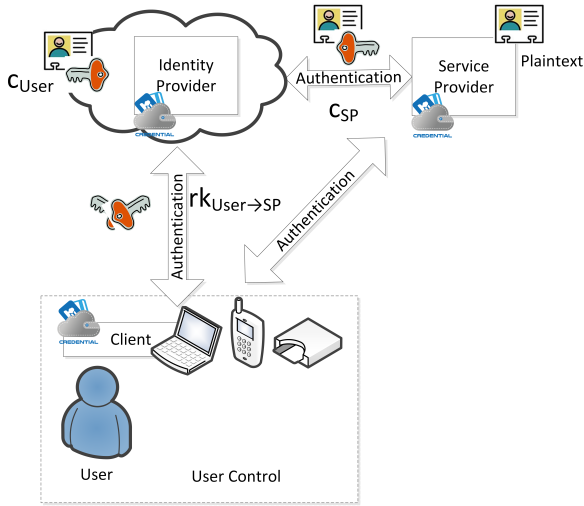 C_User
Identity
Provider
CREDENTIAL
Authentication
C_SP
Service
Provider
CREDENTIAL
Plaintext
Authentication
rk_User→SP
Authentication
CREDENTIAL
Client
User
User Control